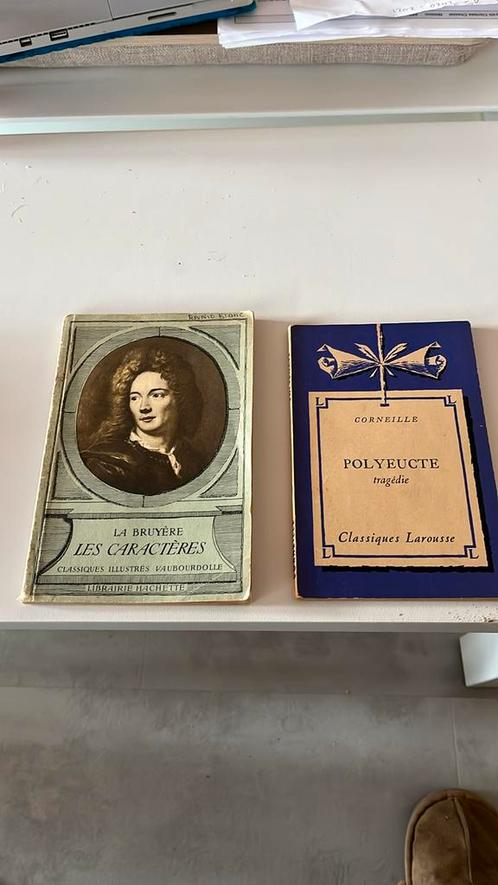 LA BRUYÈRE
LES CARACTÈRES
CLASSIQUES ILLUSTRÉS VAUBOURDOLLE
LIBRAIRIE HACHETTE
L L
CORNEILLE
POLYEUCTE
tragédie
Classiques Larousse
L L